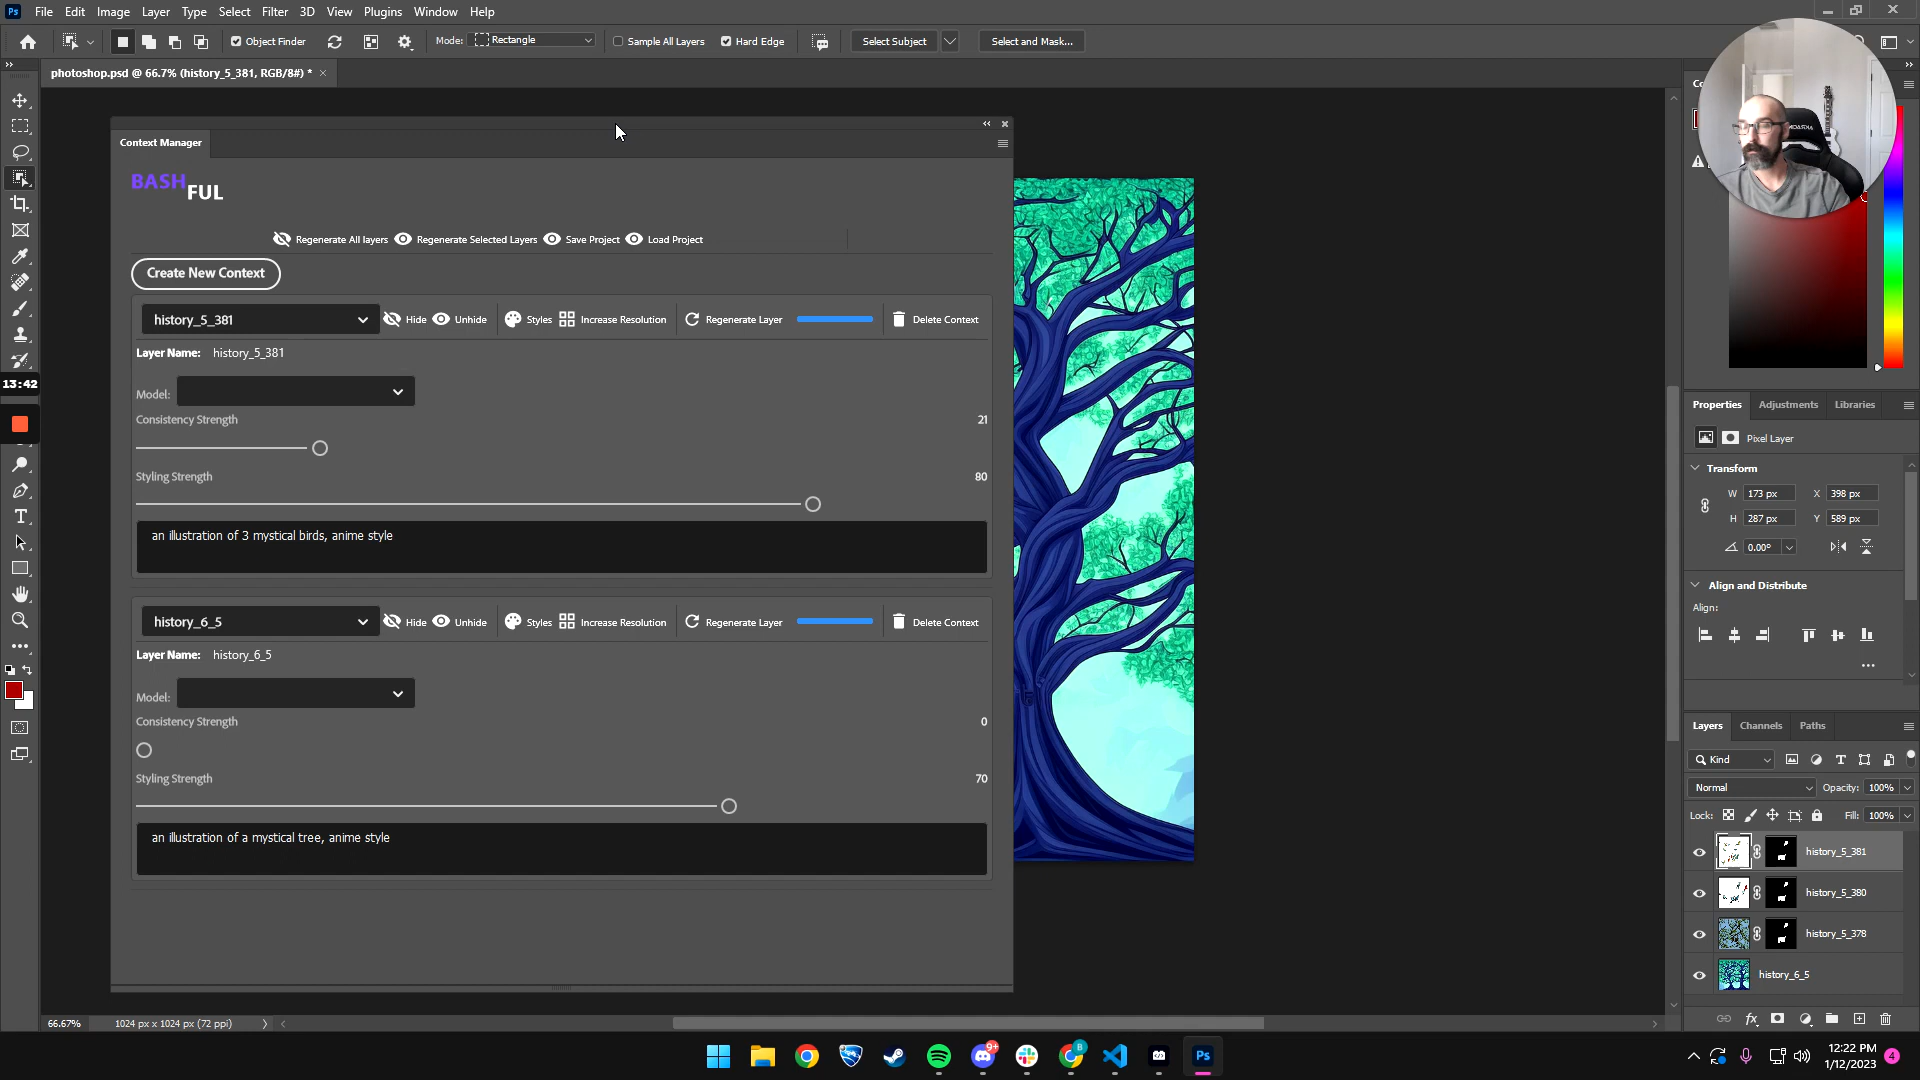 Ps File Edit Image Layer Type Select Filter 3D View Plugins Window Help
Object Finder Mode: Rectangle Sample All Layers Hard Edge Select Subject Select and Mask...
photoshop.psd @ 66.7% (history_5_381, RGB/8#) *
Context Manager
BASH
FUL
Regenerate All layers Regenerate Selected Layers Save Project Load Project
Create New Context
history_5_381 Hide Unhide Styles Increase Resolution Regenerate Layer Delete Context
Layer Name: history_5_381
Model:
Consistency Strength 21
Styling Strength 80
an illustration of 3 mystical birds, anime style
history_6_5 Hide Unhide Styles Increase Resolution Regenerate Layer Delete Context
Layer Name: history_6_5
Model:
Consistency Strength 0
Styling Strength 70
an illustration of a mystical tree, anime style
13:42
Properties Adjustments Libraries
Pixel Layer
Transform
W 173 px X 398 px
H 287 px Y 589 px
0.00°
Align and Distribute
Align:
Layers Channels Paths
Kind
Normal Opacity: 100%
Lock: Fill: 100%
history_5_381
history_5_380
history_5_378
history_6_5
66.67% 1024 px x 1024 px (72 ppi)
9+ B Ps
12:22 PM
1/12/2023 4